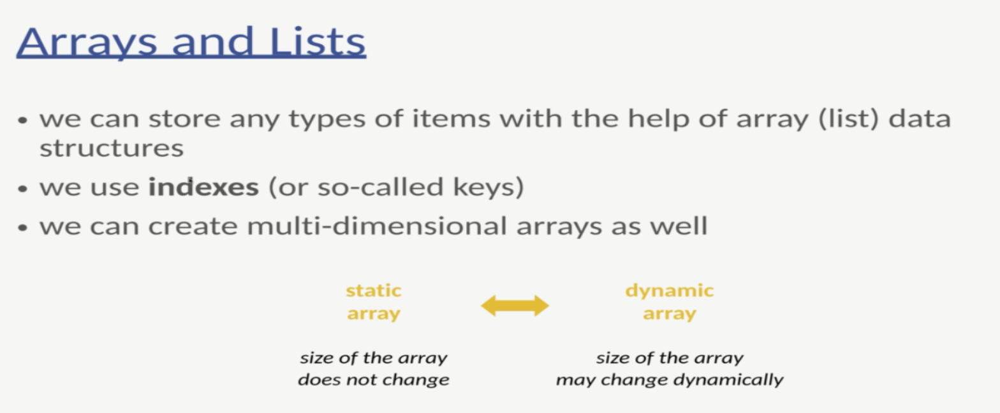 Arrays and Lists
• we can store any types of items with the help of array (list) data
structures
• we use indexes (or so-called keys)
• we can create multi-dimensional arrays as well
static
array
dynamic
array
size of the array
does not change
size of the array
may change dynamically